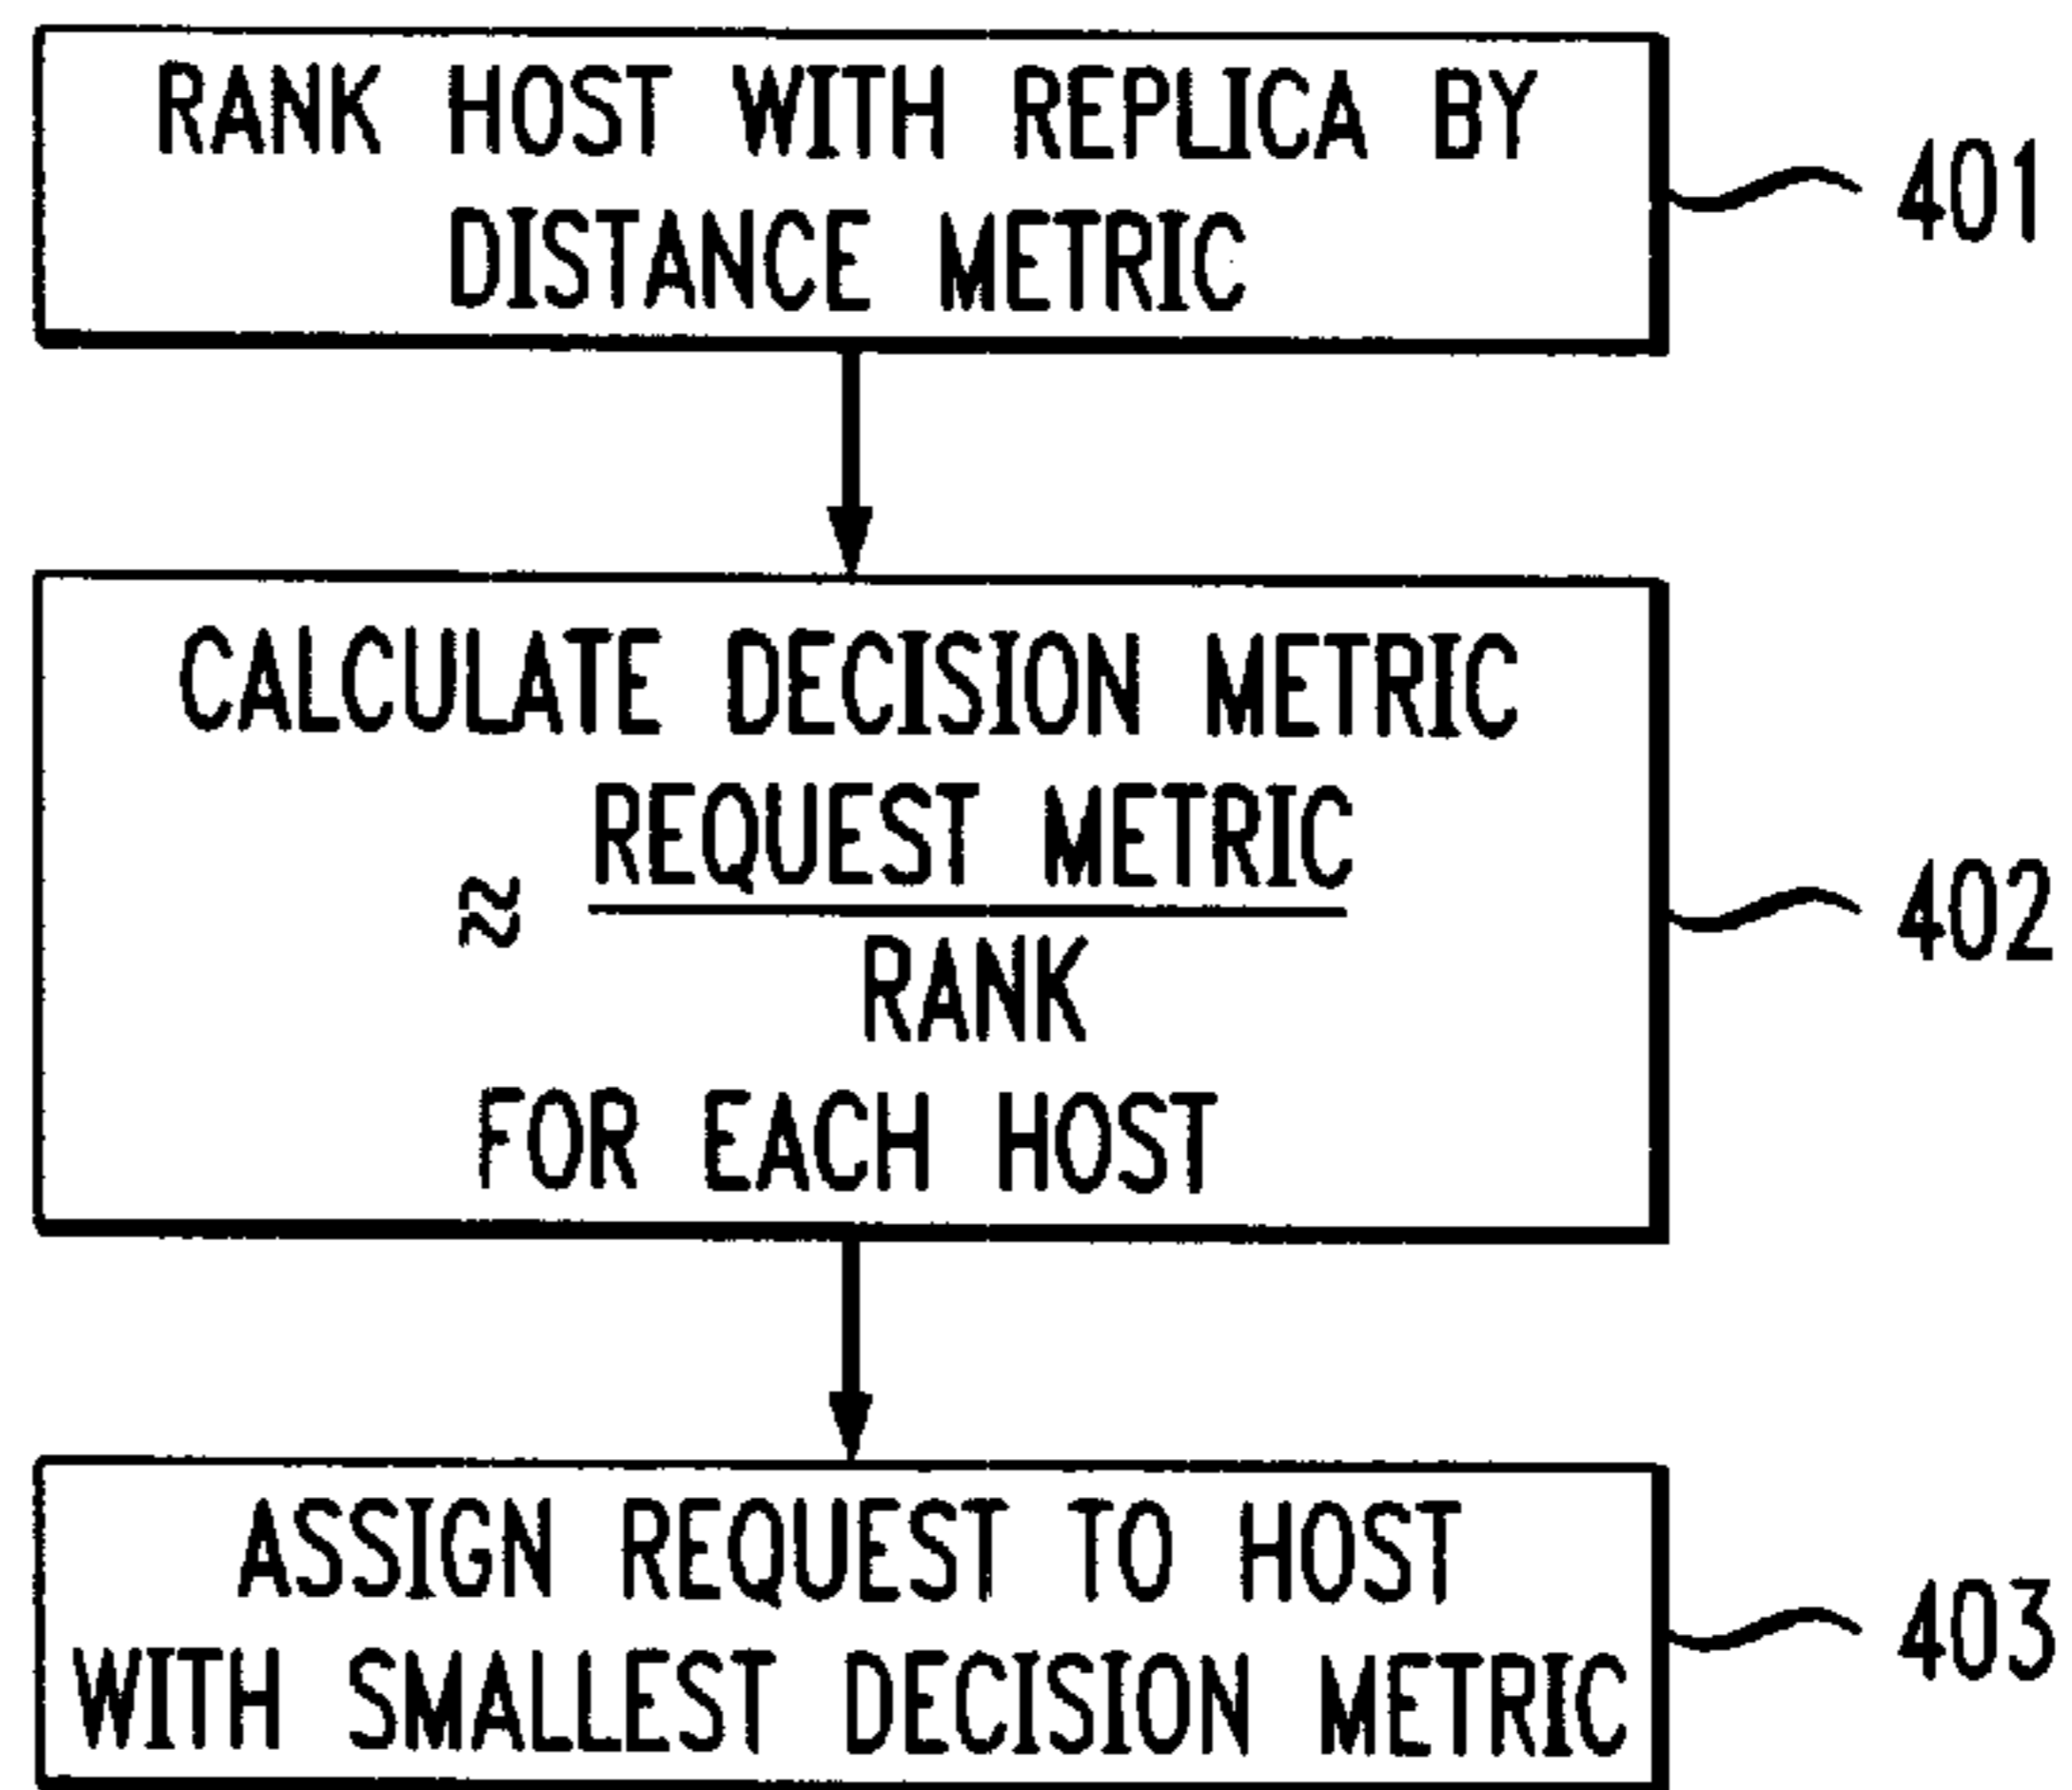 RANK HOST WITH REPLICA BY
DISTANCE METRIC
401
CALCULATE DECISION METRIC
REQUEST METRIC
≈
RANK
FOR EACH HOST
402
ASSIGN REQUEST TO HOST
WITH SMALLEST DECISION METRIC
403